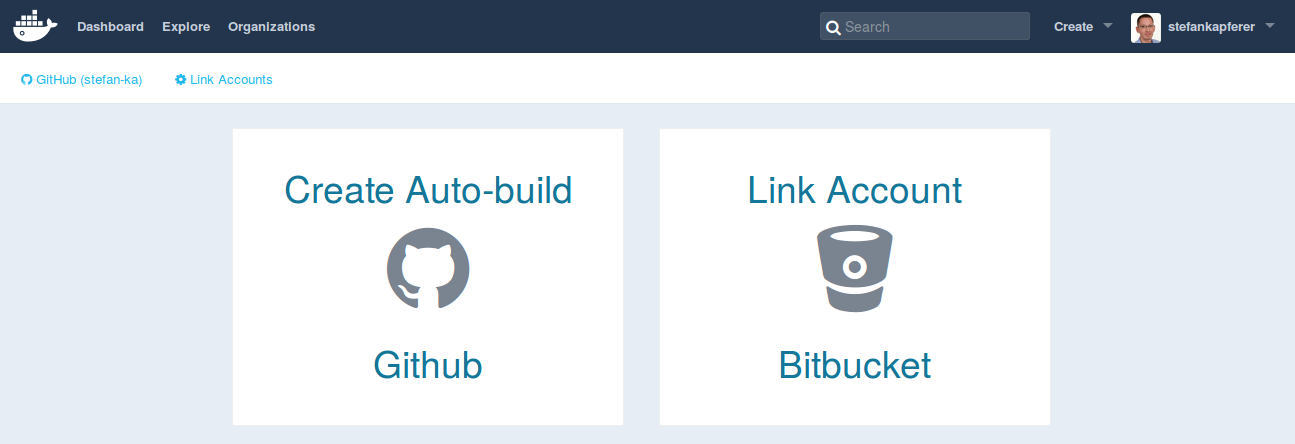 Dashboard Explore Organizations Search Create stefankapferer
GitHub (stefan-ka) Link Accounts
Create Auto-build
Github
Link Account
Bitbucket